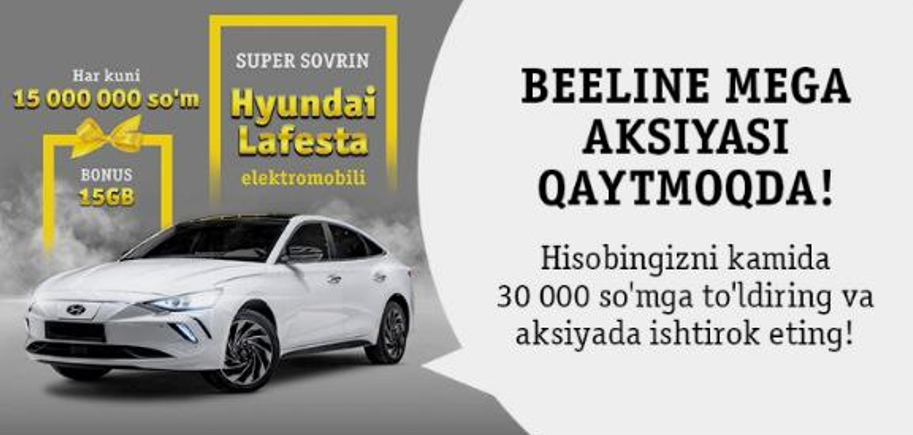 Har kuni
15 000 000 so'm
BONUS
15GB
SUPER SOVRIN
Hyundai
Lafesta
elektromobili
BEELINE MEGA
AKSIYASI
QAYTMOQDA!
Hisobingizni kamida
30 000 so'mga to'ldiring va
aksiyada ishtirok eting!